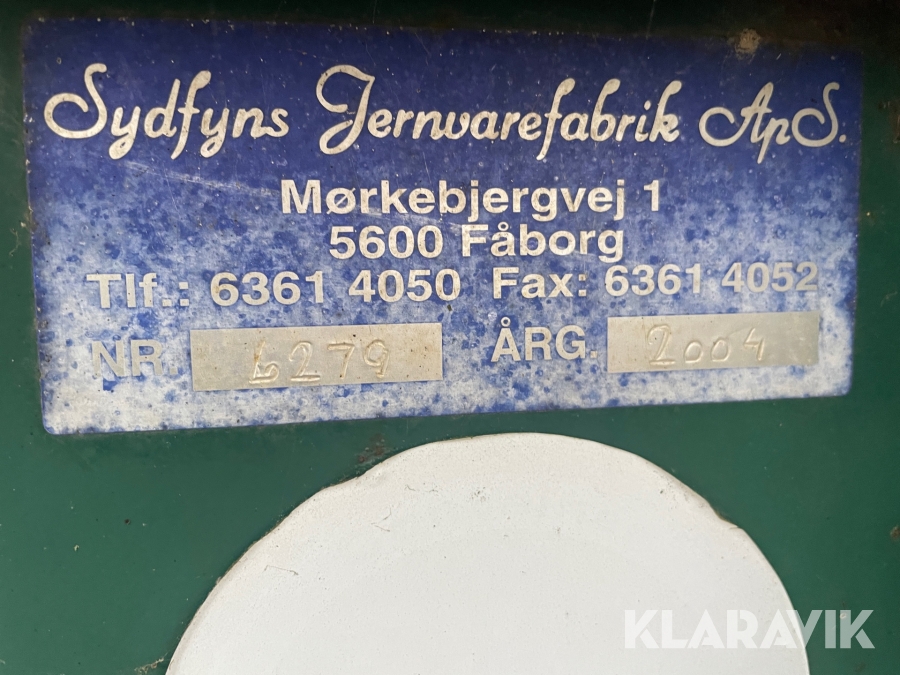 Sydfyns Jernvarefabrik ApS.
Mørkebjergvej 1
5600 Fåborg
Tlf.: 6361 4050 Fax: 6361 4052
NR. 6279 ÅRG. 2004
KLARAVIK